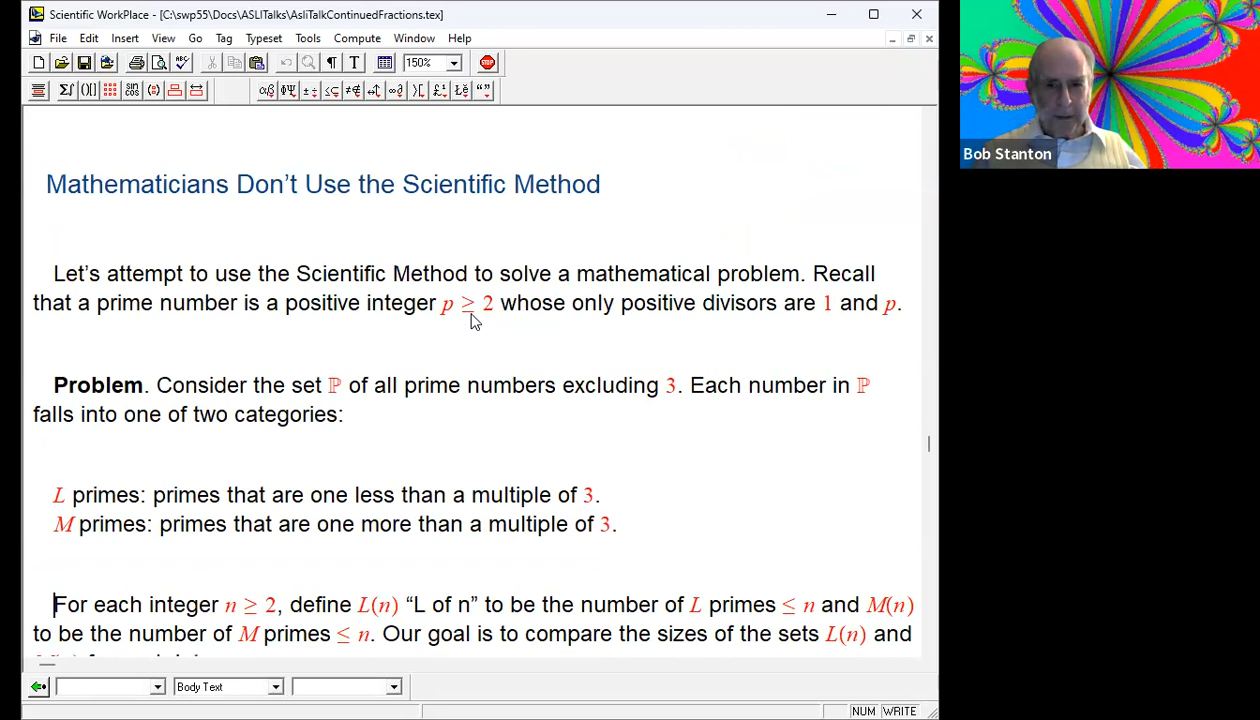 Scientific WorkPlace - [C:\swp55\Docs\ASLITalks\AsliTalkContinuedFractions.tex]
File Edit Insert View Go Tag Typeset Tools Compute Window Help
150%
Bob Stanton
Mathematicians Don't Use the Scientific Method
Let's attempt to use the Scientific Method to solve a mathematical problem. Recall
that a prime number is a positive integer p ≥ 2 whose only positive divisors are 1 and p.
Problem. Consider the set ℙ of all prime numbers excluding 3. Each number in ℙ
falls into one of two categories:
L primes: primes that are one less than a multiple of 3.
M primes: primes that are one more than a multiple of 3.
For each integer n ≥ 2, define L(n) “L of n” to be the number of L primes ≤ n and M(n)
to be the number of M primes ≤ n. Our goal is to compare the sizes of the sets L(n) and
Body Text
NUM WRITE